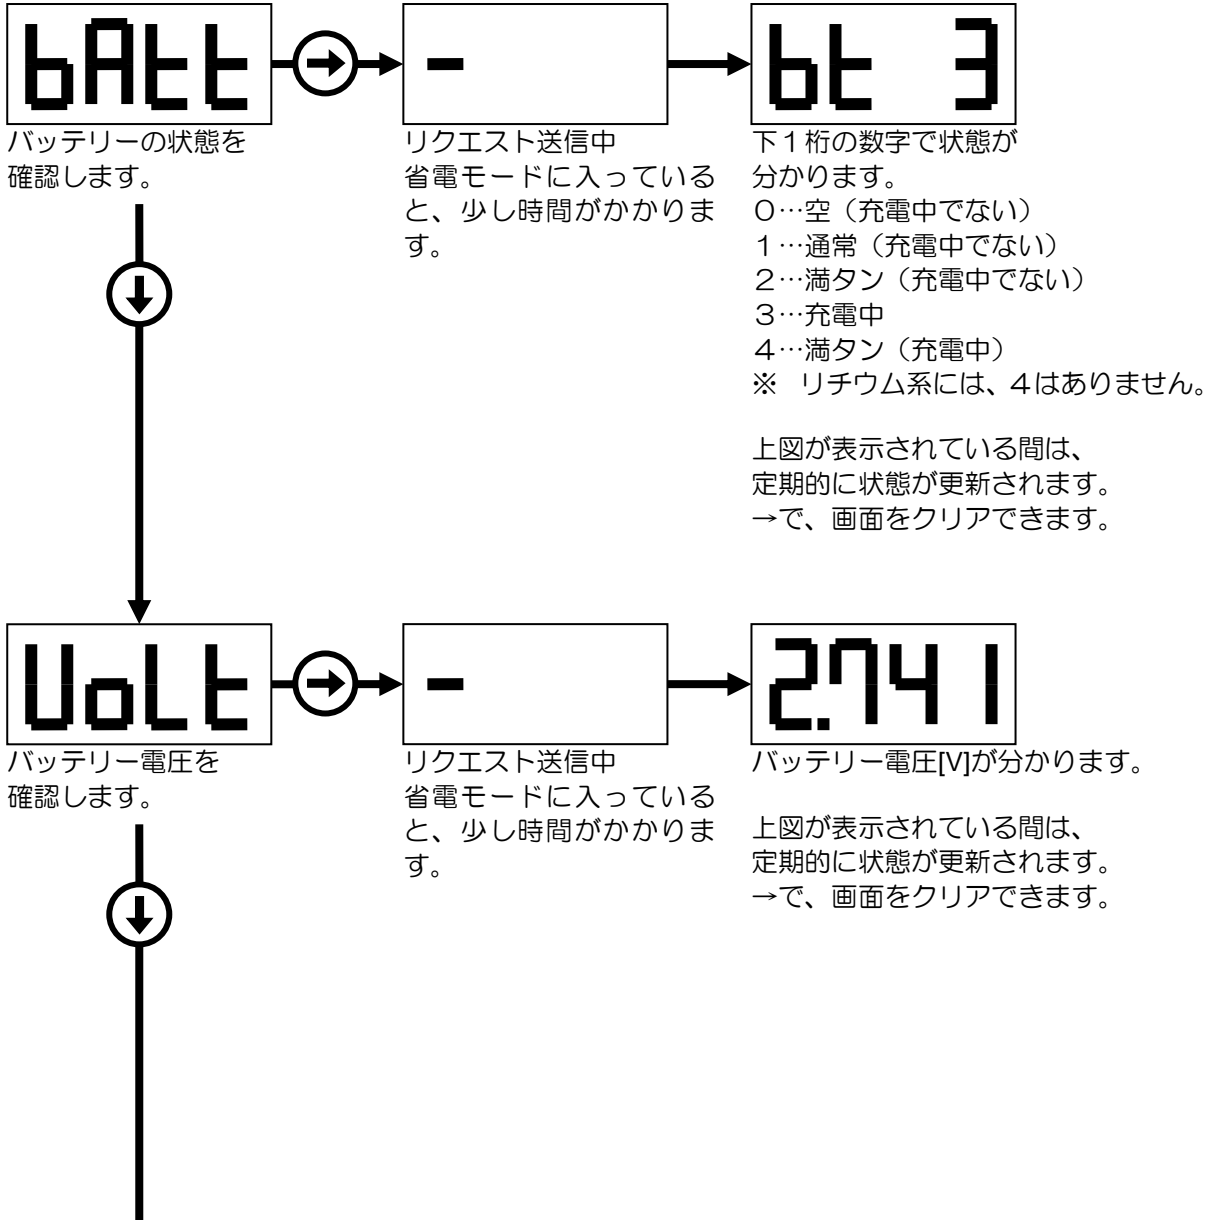 bAtt
バッテリーの状態を
確認します。
-
リクエスト送信中
省電モードに入っている
と、少し時間がかかりま
す。
bt 3
下１桁の数字で状態が
分かります。
０…空（充電中でない）
１…通常（充電中でない）
２…満タン（充電中でない）
３…充電中
４…満タン（充電中）
※　リチウム系には、４はありません。
上図が表示されている間は、
定期的に状態が更新されます。
→で、画面をクリアできます。
VoLt
バッテリー電圧を
確認します。
-
リクエスト送信中
省電モードに入っている
と、少し時間がかかりま
す。
2.741
バッテリー電圧[V]が分かります。
上図が表示されている間は、
定期的に状態が更新されます。
→で、画面をクリアできます。